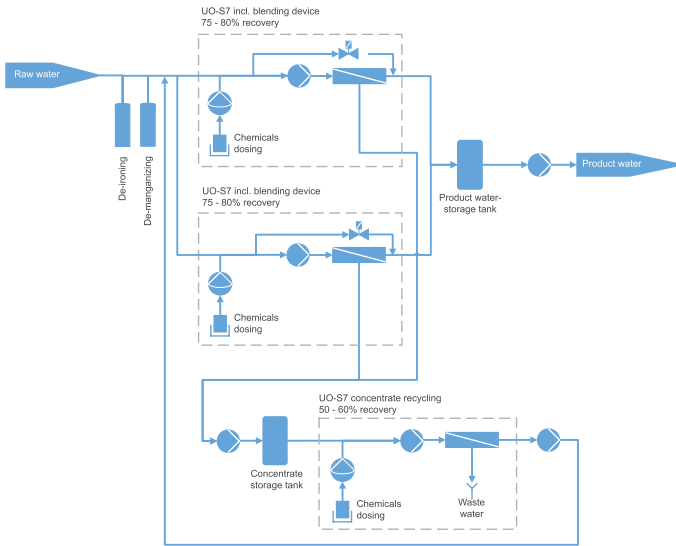 UO-S7 incl. blending device
75 - 80% recovery
Raw water
Chemicals
dosing
De-ironing
De-manganizing
Product water
Product water-
storage tank
UO-S7 incl. blending device
75 - 80% recovery
Chemicals
dosing
UO-S7 concentrate recycling
50 - 60% recovery
Concentrate
storage tank
Chemicals
dosing
Waste
water